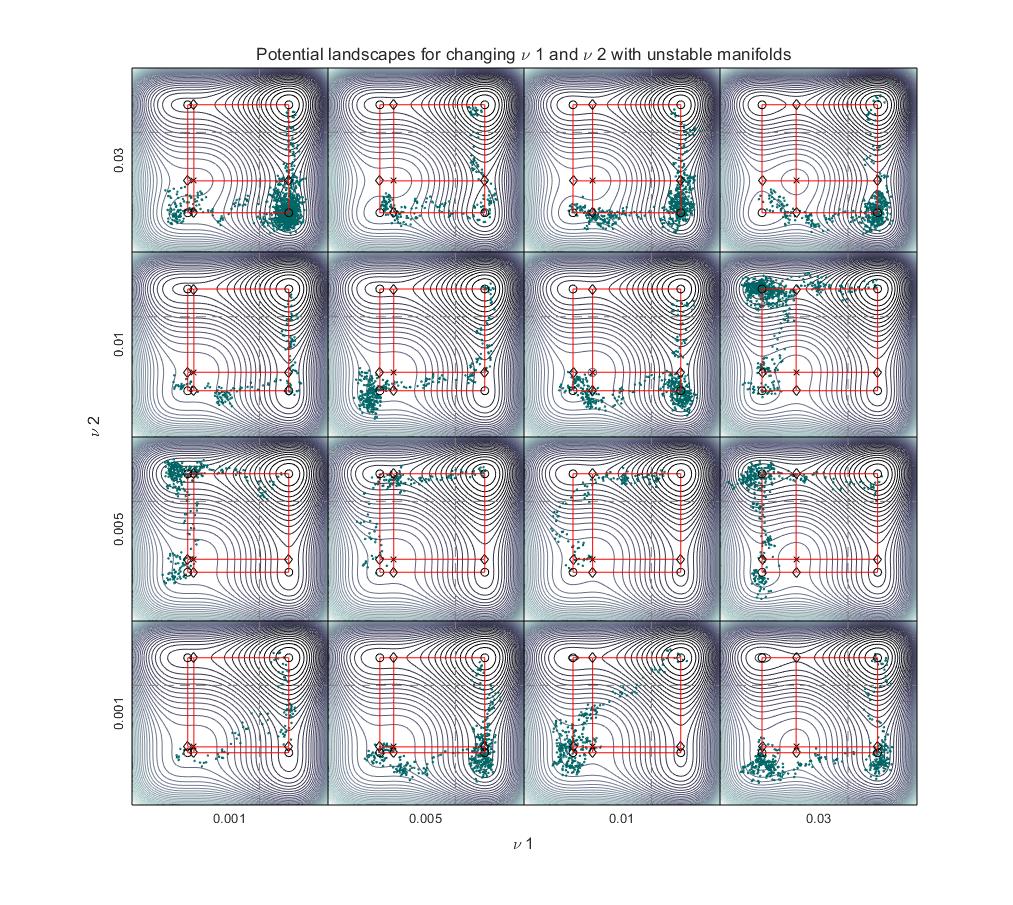 Potential landscapes for changing ν 1 and ν 2 with unstable manifolds
0.03
0.01
ν 2
0.005
0.001
0.001 0.005 0.01 0.03
ν 1